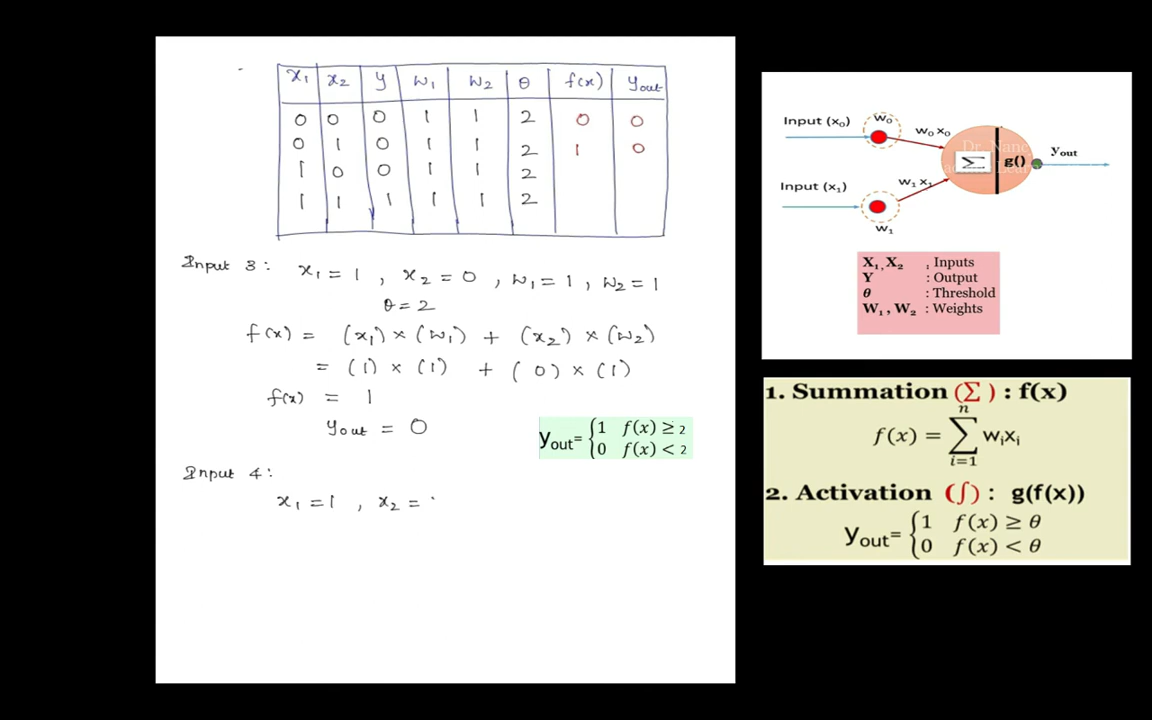 x₁ x₂ y w₁ w₂ θ f(x) yout
0 0 0 1 1 2 0 0
0 1 0 1 1 2 1 0
1 0 0 1 1 2
1 1 1 1 1 2
Input 3: x₁ = 1 , x₂ = 0 , w₁ = 1 , w₂ = 1
θ = 2
f(x) = (x₁) × (w₁) + (x₂) × (w₂)
= (1) × (1) + (0) × (1)
f(x) = 1
yout = 0
yout= {1 f(x) ≥ 2
0 f(x) < 2
Input 4:
x₁ = 1 , x₂ =
Input (x₀)
w₀
w₀ x₀
Dr. Nanc
Σ
g()
yout
Input (x₁)
w₁ x₁
w₁
X₁, X₂ , Inputs
Y : Output
θ : Threshold
W₁ , W₂ : Weights
1. Summation (Σ ) : f(x)
f(x) = n∑i=1 wᵢxᵢ
2. Activation (∫) : g(f(x))
yout= {1 f(x) ≥ θ
0 f(x) < θ